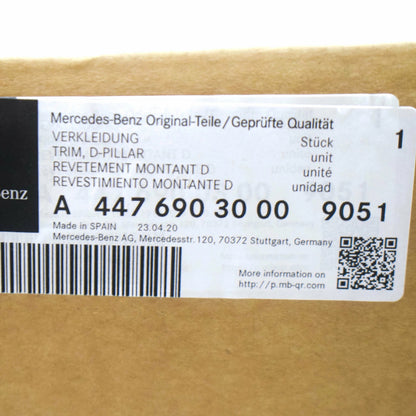 Mercedes-Benz Original-Teile/Geprüfte Qualität
VERKLEIDUNG Stück 1
TRIM, D-PILLAR unit
REVETEMENT MONTANT D unité
REVESTIMIENTO MONTANTE D unidad
enz
A 447 690 30 00 9051
Made in SPAIN 23.04.20
Mercedes-Benz AG, Mercedesstr. 120, 70372 Stuttgart, Germany
More information on
http://p.mb-qr.com